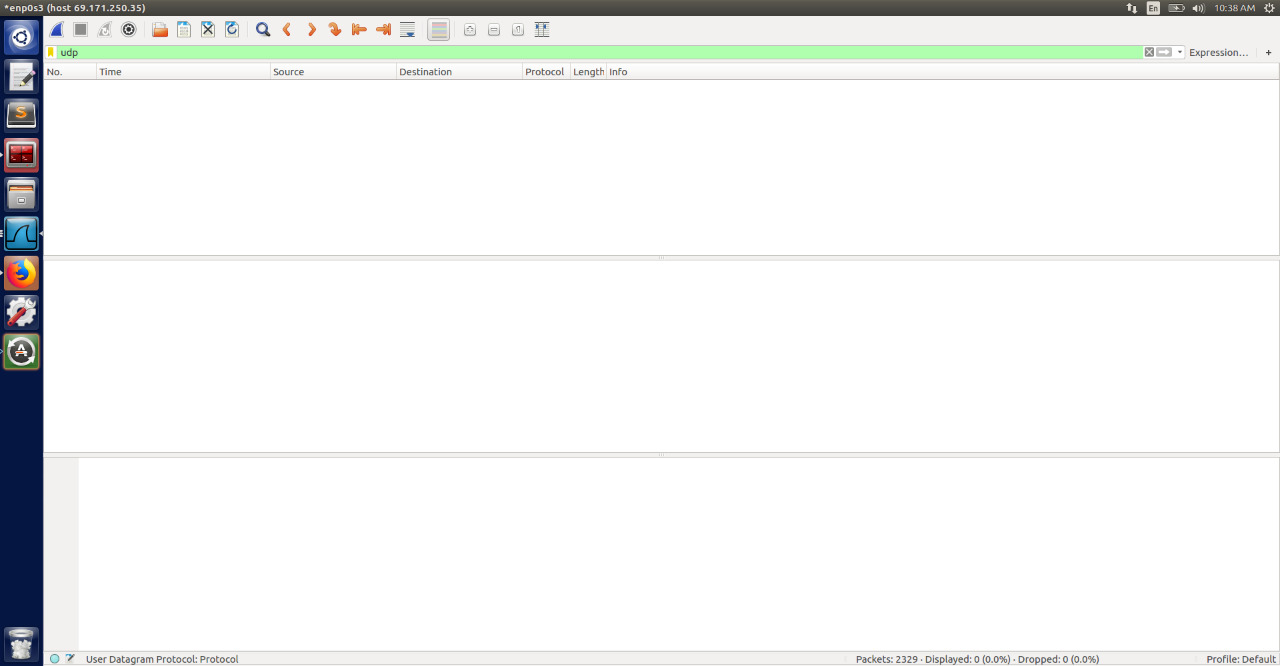 *enp0s3 (host 69.171.250.35)
En
10:38 AM
udp
Expression…
+
No.
Time
Source
Destination
Protocol
Length
Info
User Datagram Protocol: Protocol
Packets: 2329 · Displayed: 0 (0.0%) · Dropped: 0 (0.0%)
Profile: Default